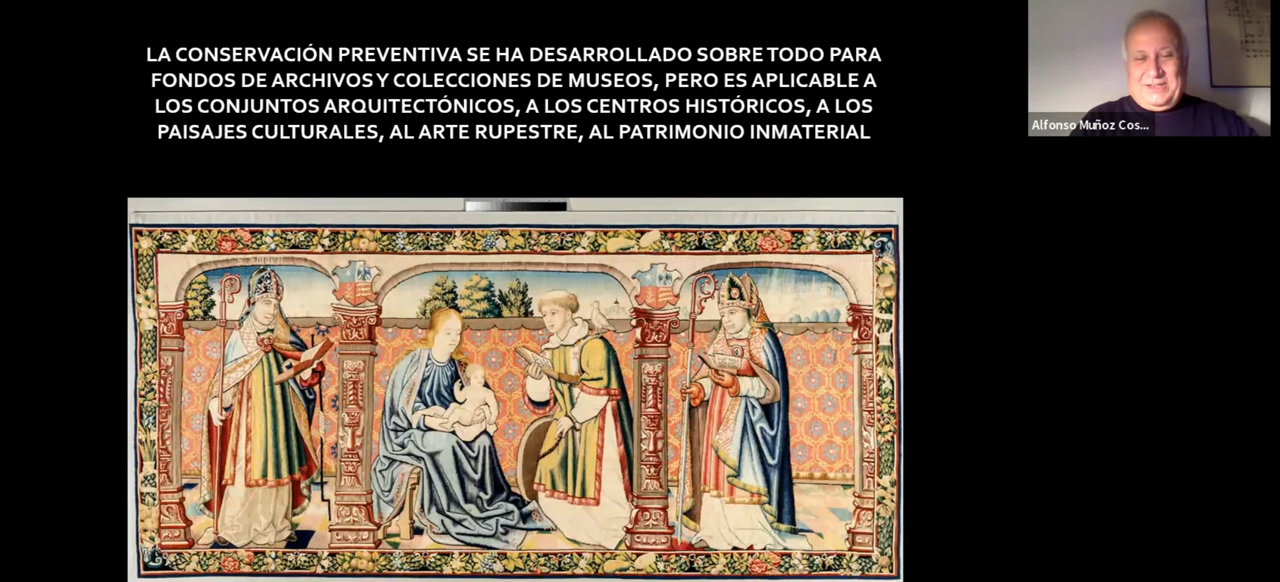 LA CONSERVACIÓN PREVENTIVA SE HA DESARROLLADO SOBRE TODO PARA
FONDOS DE ARCHIVOS Y COLECCIONES DE MUSEOS, PERO ES APLICABLE A
LOS CONJUNTOS ARQUITECTÓNICOS, A LOS CENTROS HISTÓRICOS, A LOS
PAISAJES CULTURALES, AL ARTE RUPESTRE, AL PATRIMONIO INMATERIAL
Alfonso Muñoz Cos...